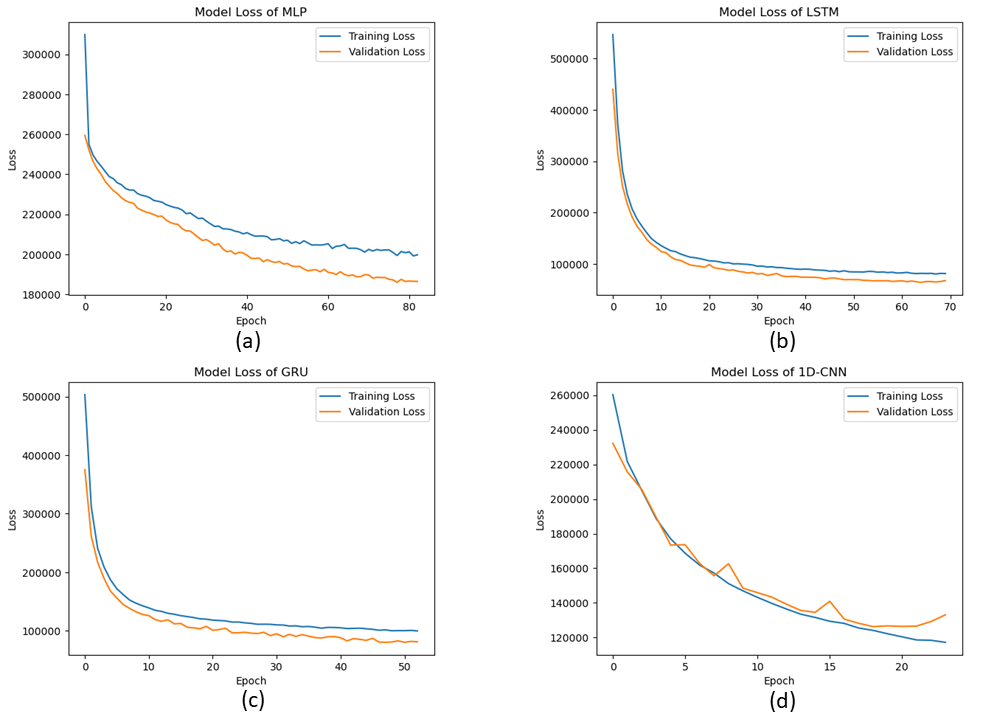 Model Loss of MLP
Training Loss
Validation Loss
300000
280000
260000
240000
220000
200000
180000
Loss
0 20 40 60 80
Epoch
(a)
Model Loss of LSTM
Training Loss
Validation Loss
500000
400000
300000
200000
100000
Loss
0 10 20 30 40 50 60 70
Epoch
(b)
Model Loss of GRU
Training Loss
Validation Loss
500000
400000
300000
200000
100000
Loss
0 10 20 30 40 50
Epoch
(c)
Model Loss of 1D-CNN
Training Loss
Validation Loss
260000
240000
220000
200000
180000
160000
140000
120000
Loss
0 5 10 15 20
Epoch
(d)